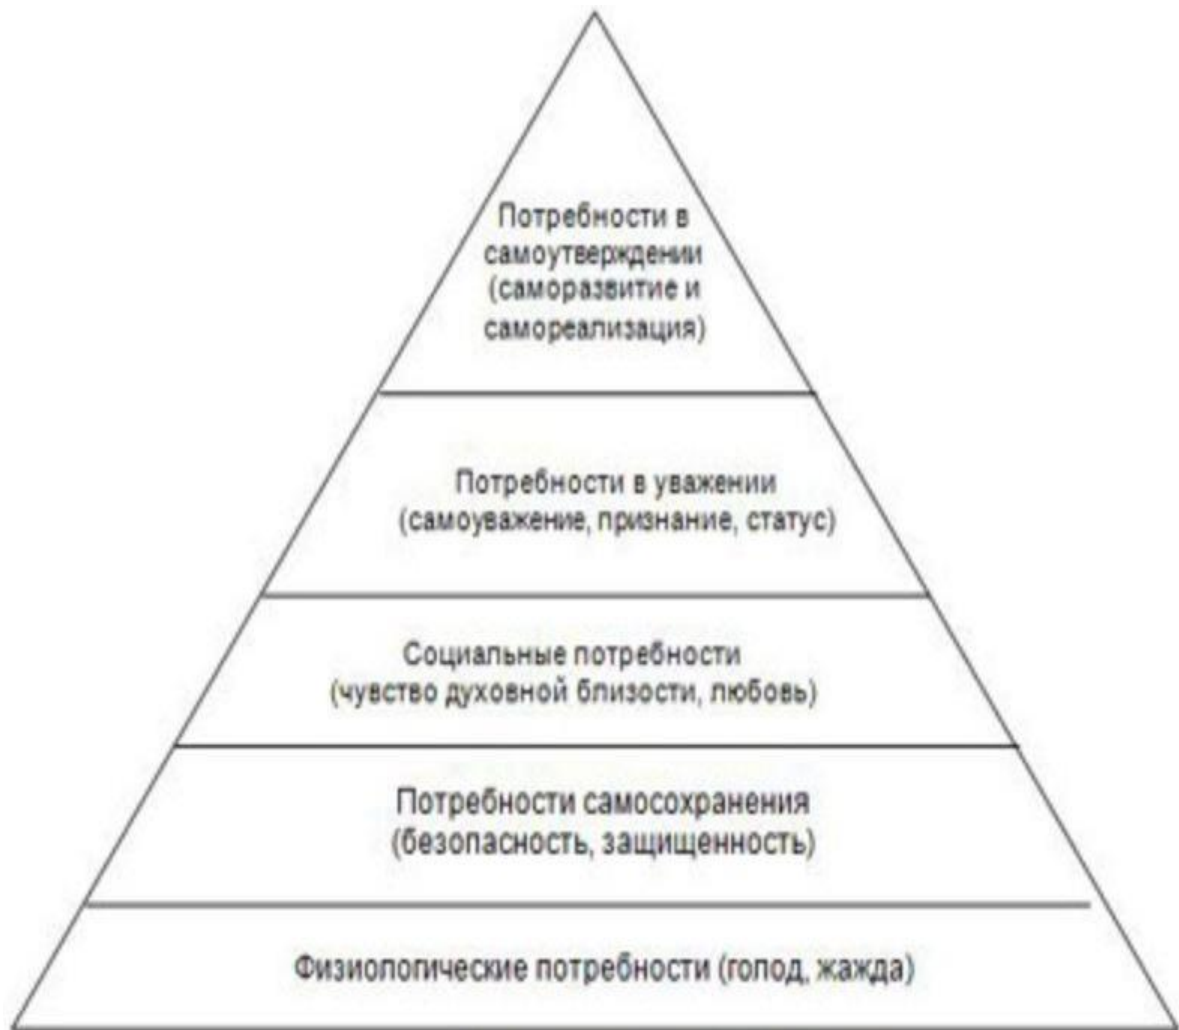 Потребности в
самоутверждении
(саморазвитие и
самореализация)
Потребности в уважении
(самоуважение, признание, статус)
Социальные потребности
(чувство духовной близости, любовь)
Потребности самосохранения
(безопасность, защищенность)
Физиологические потребности (голод, жажда)